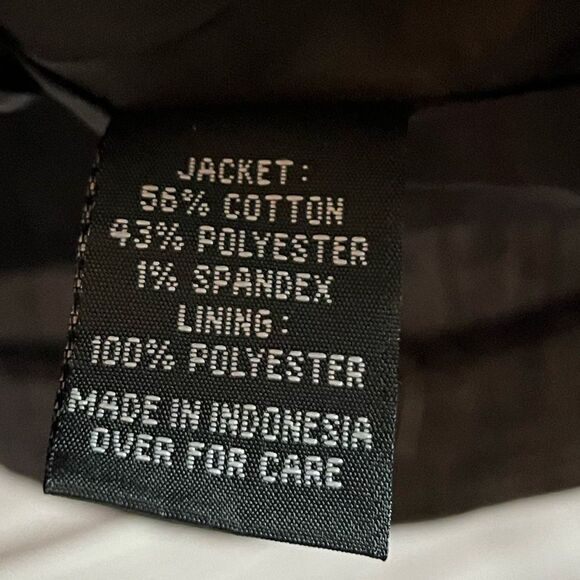 JACKET:
56% COTTON
43% POLYESTER
1% SPANDEX
LINING:
100% POLYESTER
MADE IN INDONESIA
OVER FOR CARE